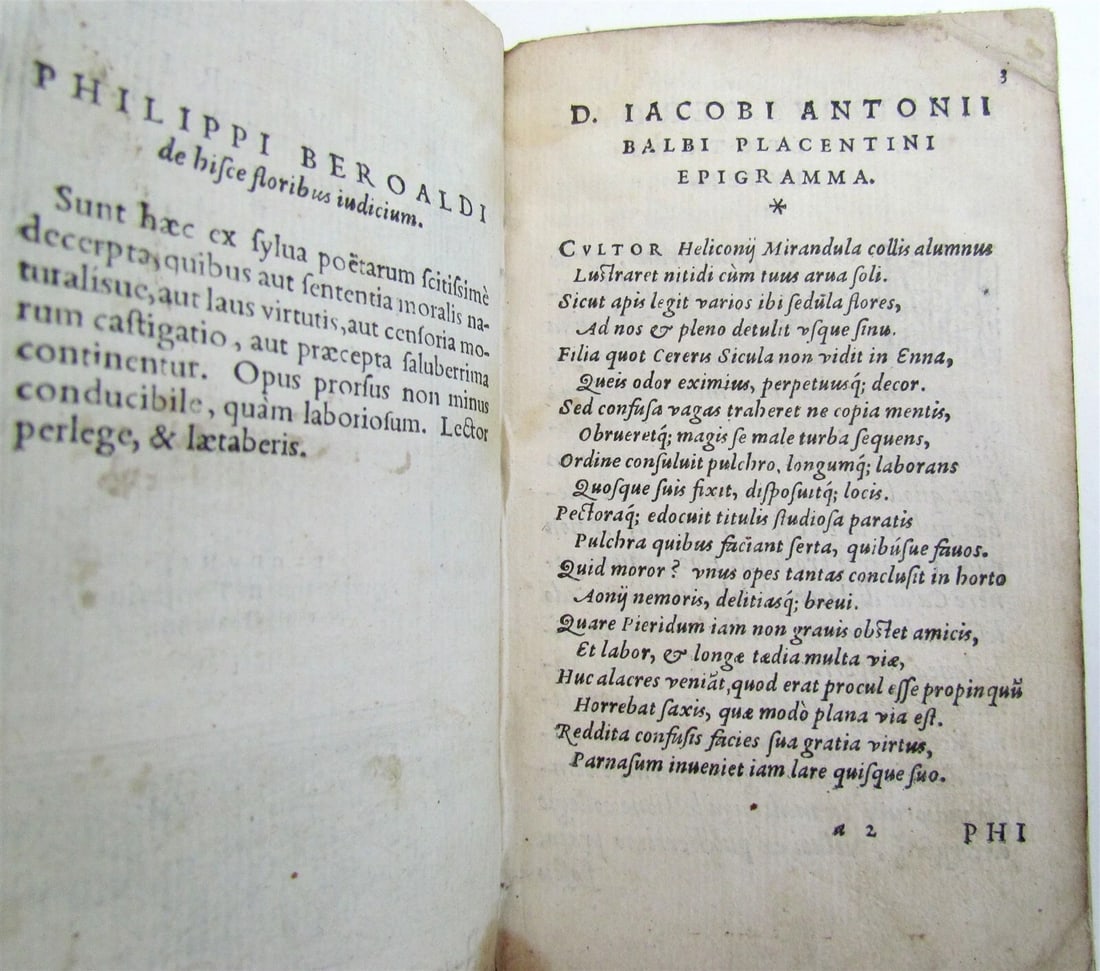 PHILIPPI BEROALDI
de hiſce floribus iudicium.
Sunt hæc ex ſylua poëtarum ſcitiſsimè
decerpta, quibus aut ſententia moralis na-
turaliſue, aut laus virtutis, aut cenſoria mo-
rum caſtigatio, aut præcepta ſaluberrima
continentur. Opus prorſus non minus
conducibile, quàm laborioſum. Lector
perlege, & lætaberis.
3
D. IACOBI ANTONII
BALBI PLACENTINI
EPIGRAMMA.
*
CVLTOR Heliconij Mirandula collis alumnus
Luſtraret nitidi cùm tuus arua ſoli.
Sicut apis legit varios ibi ſedūla flores,
Ad nos & pleno detulit vſque ſinu.
Filia quot Cereris Sicula non vidit in Enna,
Queis odor eximius, perpetuusq́; decor.
Sed confuſa vagas traheret ne copia mentis,
Obrueretq́; magis ſe male turba ſequens,
Ordine conſuluit pulchro, longumq́; laborans
Quoſque ſuis fixit, diſpoſuitq́; locis.
Pectoraq́; edocuit titulis ſtudioſa paratis
Pulchra quibus faciant ſerta, quibúſue fauos.
Quid moror? vnus opes tantas concluſit in horto
Aonij nemoris, delitiasq́; breui.
Quare Pieridum iam non grauis obſtet amicis,
Et labor, & longæ tædia multa viæ,
Huc alacres veniāt, quod erat procul eſſe propinquū
Horrebat ſaxis, quæ modò plana via eſt.
Reddita confuſis facies ſua gratia virtus,
Parnaſum inueniet iam lare quiſque ſuo.
a 2 PHI